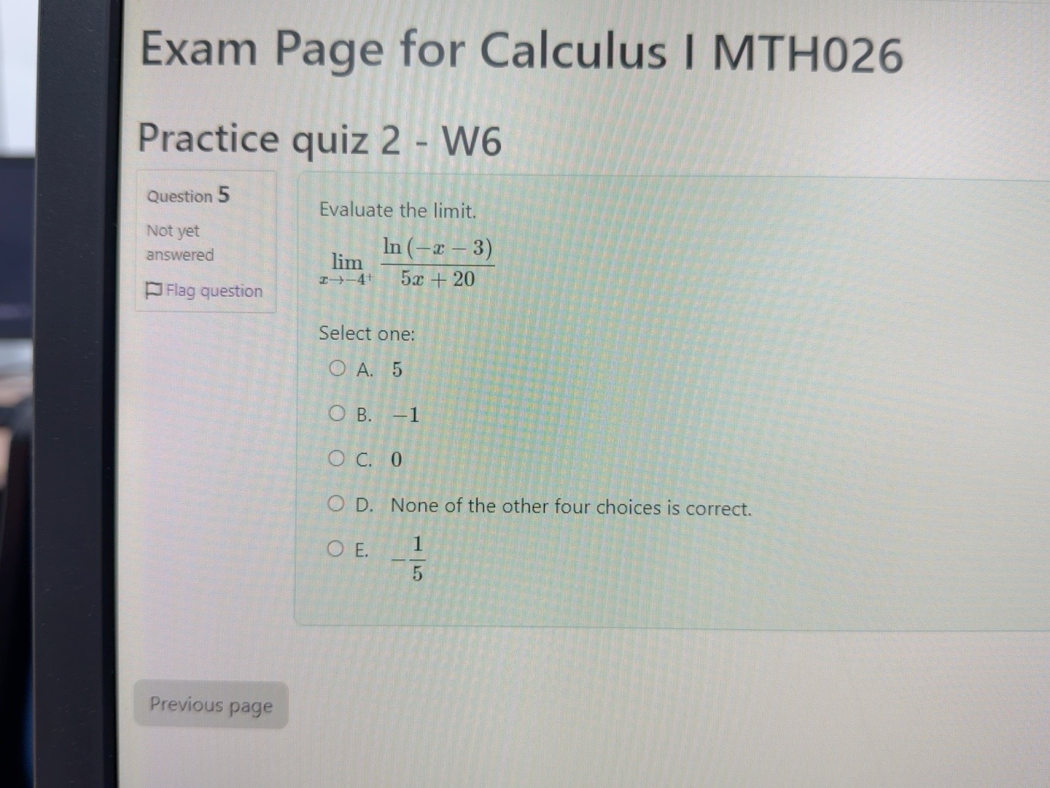 Exam Page for Calculus I MTH026
Practice quiz 2 - W6
Question 5
Not yet
answered
Flag question
Evaluate the limit.
lim x→−4⁺ ln (−x − 3) / 5x + 20
Select one:
A. 5
B. −1
C. 0
D. None of the other four choices is correct.
E. −1/5
Previous page